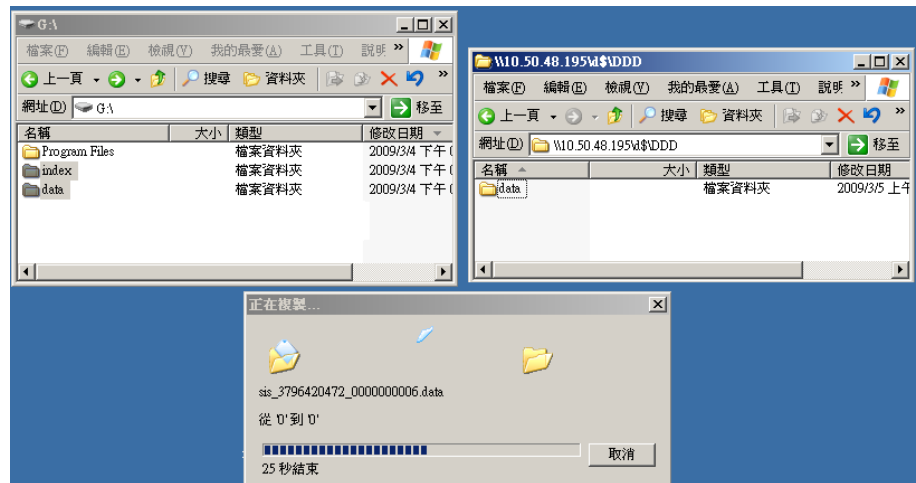 G:\
檔案(F) 編輯(E) 檢視(V) 我的最愛(A) 工具(T) 說明 »
上一頁 搜尋 資料夾 »
網址(D) G:\ 移至
名稱 大小 類型 修改日期
Program Files 檔案資料夾 2009/3/4 下午
index 檔案資料夾 2009/3/4 下午
data 檔案資料夾 2009/3/4 下午
\\10.50.48.195\d$\DDD
檔案(F) 編輯(E) 檢視(V) 我的最愛(A) 工具(T) 說明 »
上一頁 搜尋 資料夾 »
網址(D) \\10.50.48.195\d$\DDD 移至
名稱 大小 類型 修改日期
data 檔案資料夾 2009/3/5 上午
正在複製...
sis_3796420472_0000000006.data
從 '0' 到 '0'
25 秒結束
取消